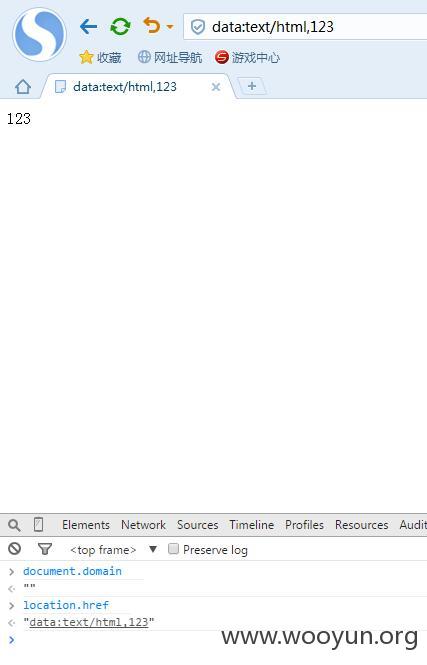 data:text/html,123
收藏 网址导航 游戏中心
data:text/html,123
123
Elements Network Sources Timeline Profiles Resources Audit
<top frame> Preserve log
document.domain
""
location.href
"data:text/html,123"
www.wooyun.org